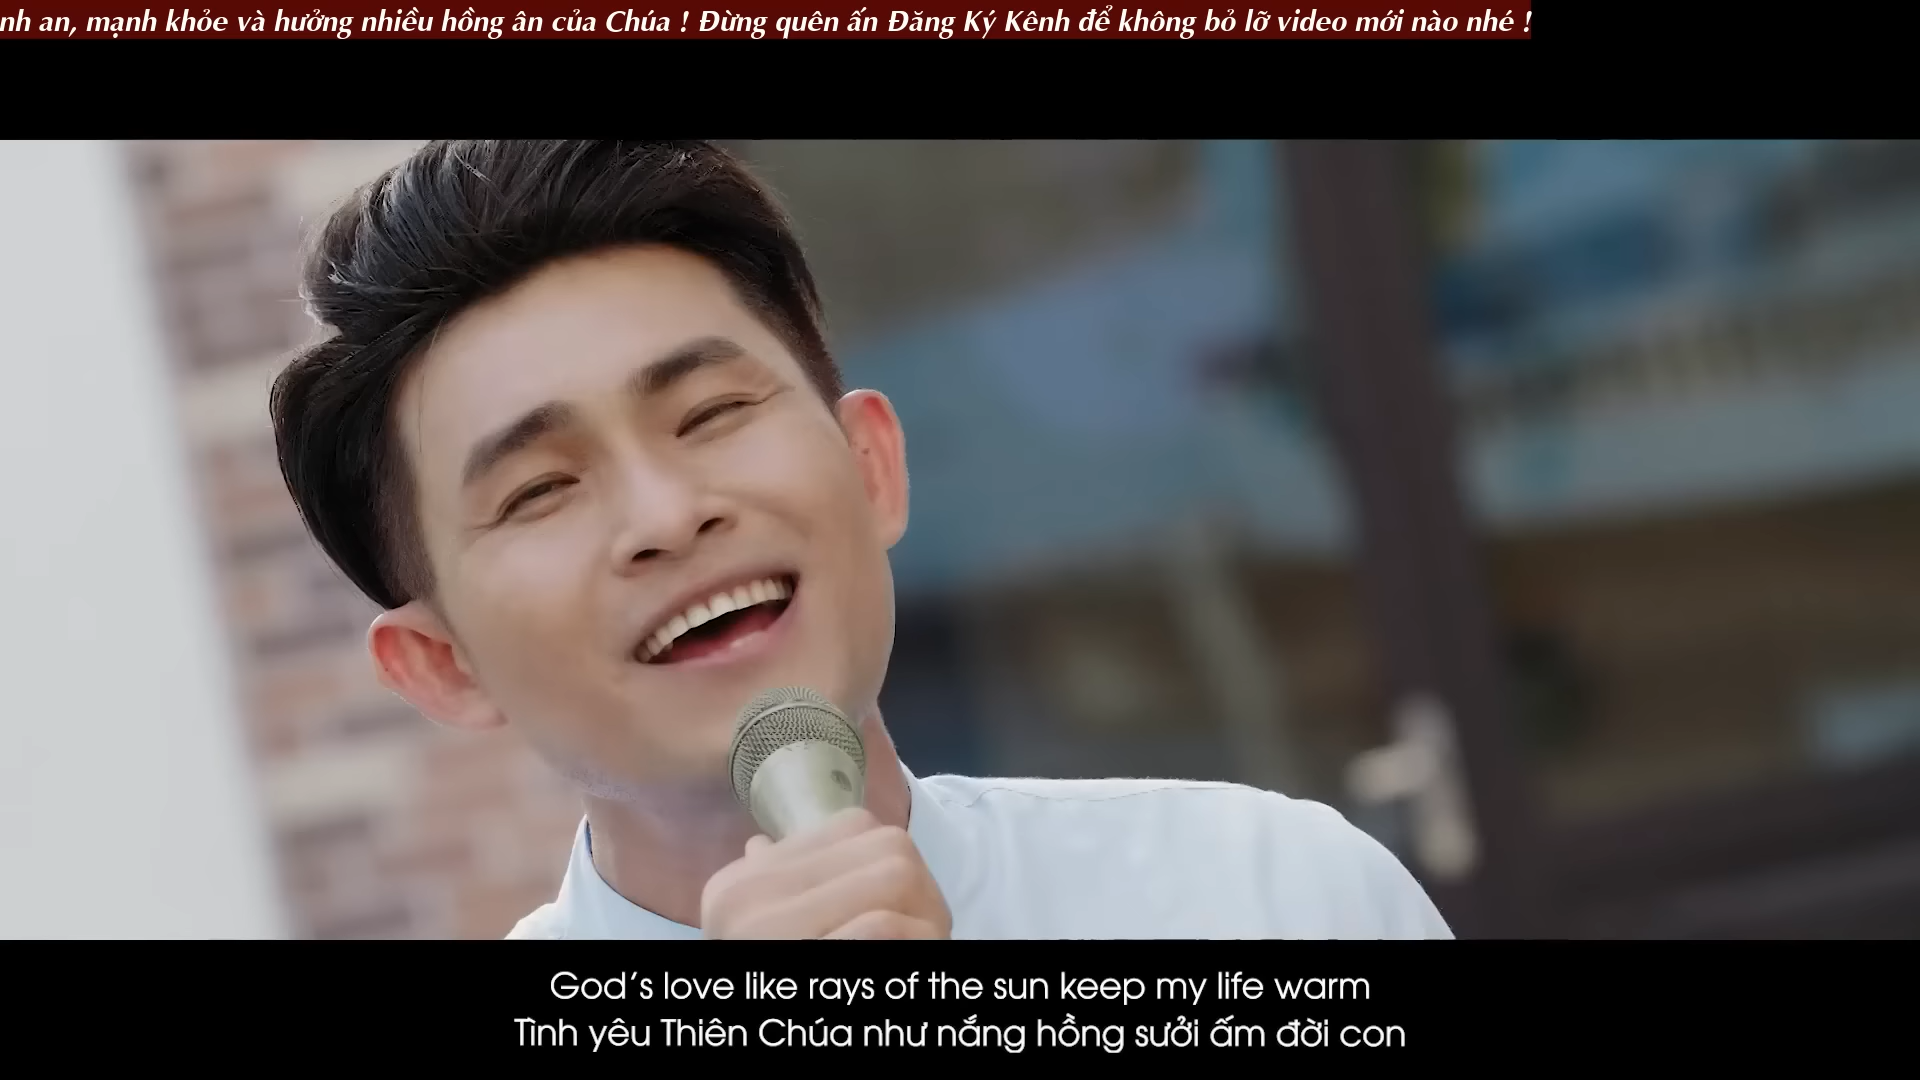 nh an, mạnh khỏe và hưởng nhiều hồng ân của Chúa ! Đừng quên ấn Đăng Ký Kênh để không bỏ lỡ video mới nào nhé !
God's love like rays of the sun keep my life warm
Tình yêu Thiên Chúa như nắng hồng sưởi ấm đời con